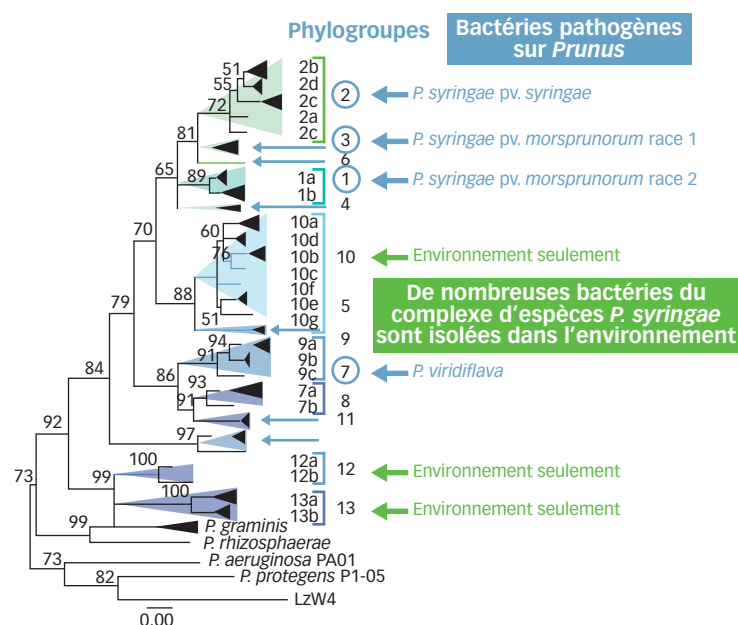 Phylogroupes
Bactéries pathogènes
sur Prunus
51
2b
55
2d
2c
2
P. syringae pv. syringae
72
2a
2c
81
3
P. syringae pv. morsprunorum race 1
6
65
89
1a
1
P. syringae pv. morsprunorum race 2
1b
4
70
60
10a
10d
76
10b
10
Environnement seulement
10c
88
10f
10e
5
51
10g
De nombreuses bactéries du
complexe d'espèces P. syringae
sont isolées dans l'environnement
79
94
9a
9
91
9b
84
86
9c
7
P. viridiflava
93
7a
8
91
7b
11
92
97
100
12a
12
Environnement seulement
12b
73
99
100
13a
13
Environnement seulement
13b
99
P. graminis
P. rhizosphaerae
73
P. aeruginosa PA01
82
P. protegens P1-05
LzW4
0.00